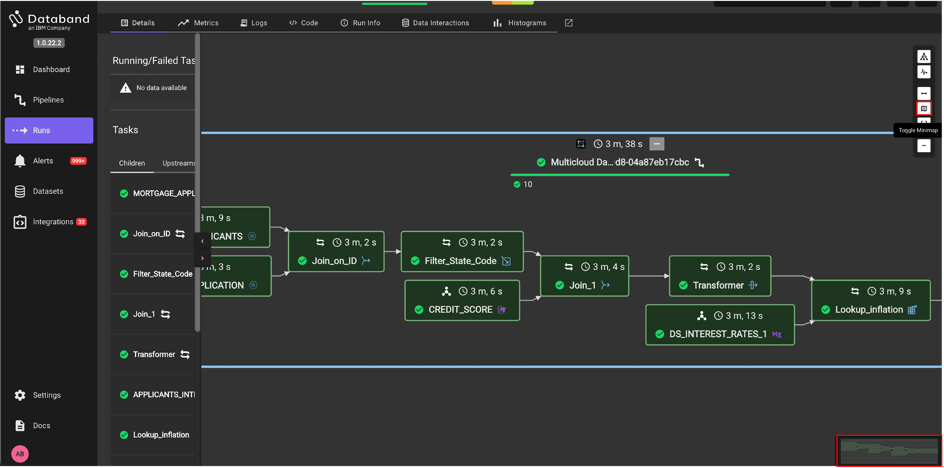 Databand
an IBM Company
1.0.22.2
Dashboard
Pipelines
Runs
Alerts 999+
Datasets
Integrations 33
Settings
Docs
AB
Details Metrics Logs Code Run Info Data Interactions Histograms
Running/Failed Tas
No data available
Tasks
Children Upstreams
MORTGAGE_APPL
Join_on_ID
Filter_State_Code
Join_1
Transformer
APPLICANTS_INT
Lookup_inflation
Toggle Minimap
3 m, 38 s
Multicloud Da...d8-04a87eb17cbc
10
3 m, 9 s
ICANTS
m, 3 s
PLICATION
3 m, 2 s
Join_on_ID
3 m, 2 s
Filter_State_Code
3 m, 6 s
CREDIT_SCORE
3 m, 4 s
Join_1
3 m, 2 s
Transformer
3 m, 13 s
DS_INTEREST_RATES_1 Mg
3 m, 9 s
Lookup_inflation